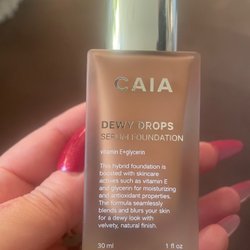 CAIA
DEWY DROPS
SERUM FOUNDATION
vitamin E+glycerin
This hybrid foundation is
boosted with skincare
actives such as vitamin E
and glycerin for moisturizing
and antioxidant properties.
The formula seamlessly
blends and blurs your skin
for a dewy look with
velvety, natural finish.
30 ml 1 fl oz